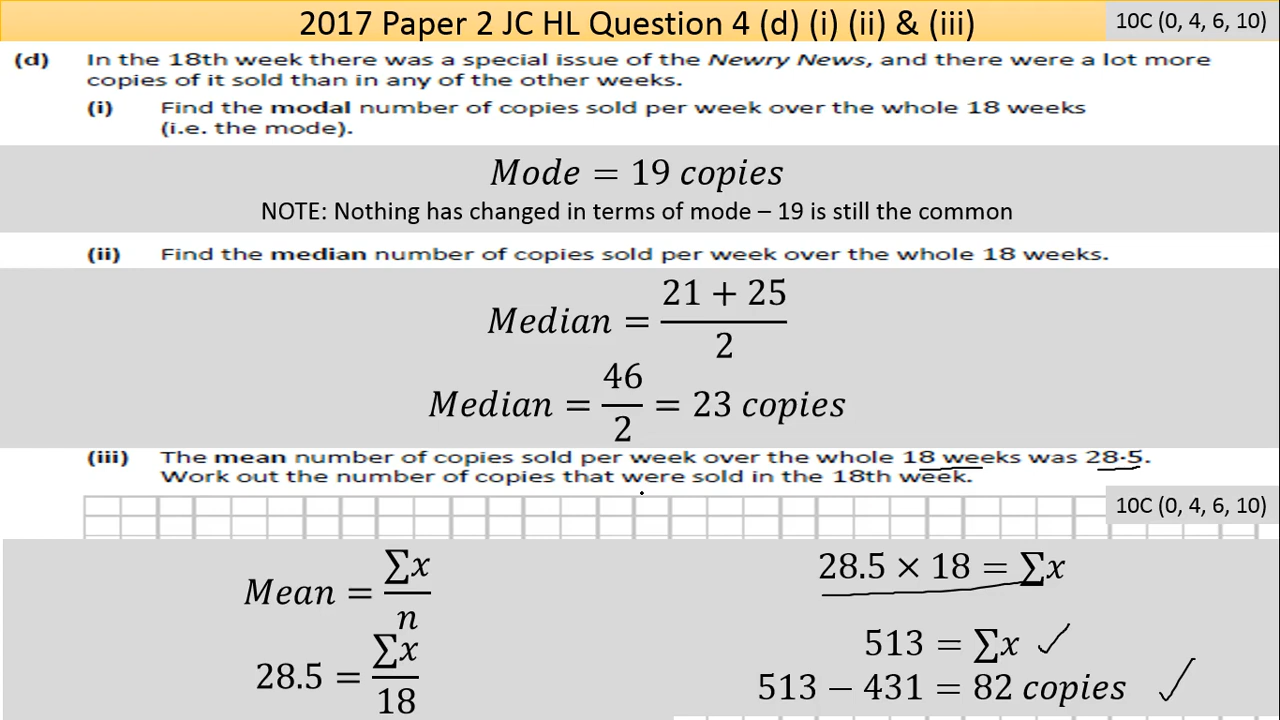 2017 Paper 2 JC HL Question 4 (d) (i) (ii) & (iii)
10C (0, 4, 6, 10)
(d) In the 18th week there was a special issue of the Newry News, and there were a lot more
copies of it sold than in any of the other weeks.
(i) Find the modal number of copies sold per week over the whole 18 weeks
(i.e. the mode).
Mode = 19 copies
NOTE: Nothing has changed in terms of mode – 19 is still the common
(ii) Find the median number of copies sold per week over the whole 18 weeks.
Median = (21 + 25)/2
Median = 46/2 = 23 copies
(iii) The mean number of copies sold per week over the whole 18 weeks was 28·5.
Work out the number of copies that were sold in the 18th week.
10C (0, 4, 6, 10)
Mean = ∑x/n
28.5 = ∑x/18
28.5 × 18 = ∑x
513 = ∑x ✓
513 − 431 = 82 copies ✓